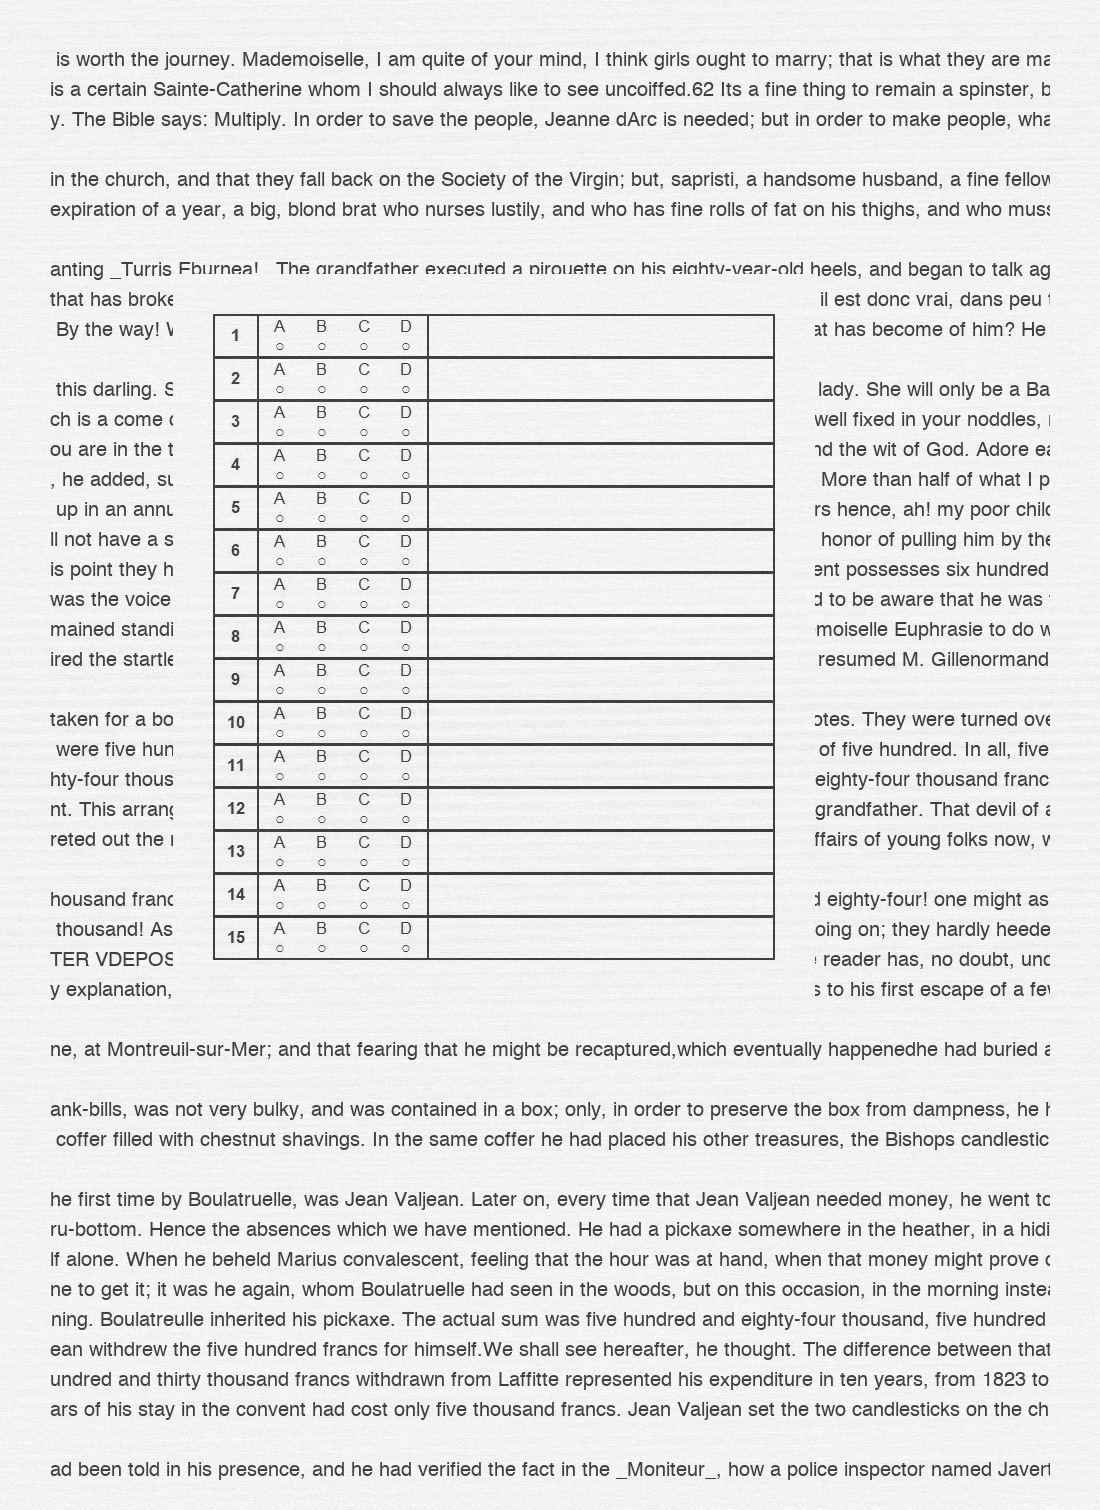 is worth the journey. Mademoiselle, I am quite of your mind, I think girls ought to marry; that is what they are ma
is a certain Sainte-Catherine whom I should always like to see uncoiffed.62 Its a fine thing to remain a spinster, b
y. The Bible says: Multiply. In order to save the people, Jeanne dArc is needed; but in order to make people, wha
in the church, and that they fall back on the Society of the Virgin; but, sapristi, a handsome husband, a fine fellow
expiration of a year, a big, blond brat who nurses lustily, and who has fine rolls of fat on his thighs, and who mus
anting _Turris Eburnea! The grandfather executed a pirouette on his eighty-year-old heels, and began to talk ag
that has broke il est donc vrai, dans peu
By the way! at has become of him? He
this darling. S lady. She will only be a Ba
ch is a come well fixed in your noddles,
ou are in the t nd the wit of God. Adore ea
, he added, su More than half of what I p
up in an annu rs hence, ah! my poor child
ll not have a s honor of pulling him by the
is point they h ent possesses six hundred
was the voice d to be aware that he was
mained standi moiselle Euphrasie to do w
ired the startle resumed M. Gillenormand
taken for a bo otes. They were turned ove
were five hun of five hundred. In all, five
hty-four thous eighty-four thousand franc
nt. This arrang grandfather. That devil of a
reted out the ffairs of young folks now, w
housand franc d eighty-four! one might as
thousand! As oing on; they hardly heede
TER VDEPOS reader has, no doubt, und
y explanation, s to his first escape of a few
1 A B C D
2 A B C D
3 A B C D
4 A B C D
5 A B C D
6 A B C D
7 A B C D
8 A B C D
9 A B C D
10 A B C D
11 A B C D
12 A B C D
13 A B C D
14 A B C D
15 A B C D
ne, at Montreuil-sur-Mer; and that fearing that he might be recaptured,which eventually happenedhe had buried a
ank-bills, was not very bulky, and was contained in a box; only, in order to preserve the box from dampness, he h
coffer filled with chestnut shavings. In the same coffer he had placed his other treasures, the Bishops candlestic
he first time by Boulatruelle, was Jean Valjean. Later on, every time that Jean Valjean needed money, he went to
ru-bottom. Hence the absences which we have mentioned. He had a pickaxe somewhere in the heather, in a hidi
lf alone. When he beheld Marius convalescent, feeling that the hour was at hand, when that money might prove o
ne to get it; it was he again, whom Boulatruelle had seen in the woods, but on this occasion, in the morning instea
ning. Boulatreulle inherited his pickaxe. The actual sum was five hundred and eighty-four thousand, five hundred
ean withdrew the five hundred francs for himself.We shall see hereafter, he thought. The difference between that
undred and thirty thousand francs withdrawn from Laffitte represented his expenditure in ten years, from 1823 to
ars of his stay in the convent had cost only five thousand francs. Jean Valjean set the two candlesticks on the ch
ad been told in his presence, and he had verified the fact in the _Moniteur_, how a police inspector named Javert